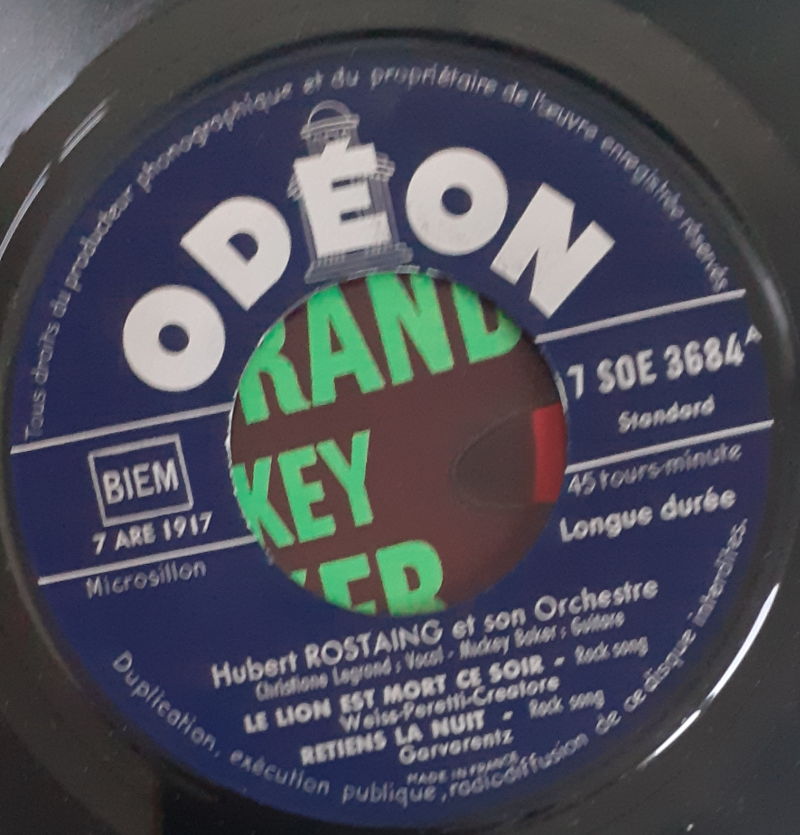 Tous droits du producteur phonographique et du propriétaire de l'œuvre enregistrée réservés
ODÉON
RAND
KEY
KER
7 SOE 3684 A
Standard
BIEM
7 ARE 1917
45 tours-minute
Longue durée
Microsillon
Hubert ROSTAING et son Orchestre
Christiane Legrand : Vocal - Mickey Baker : Guitare
LE LION EST MORT CE SOIR - Rock song
Weiss-Peretti-Creatore
RETIENS LA NUIT - Rock song
Garvarentz
MADE IN FRANCE
Duplication, exécution publique, radiodiffusion de ce disque interdites.